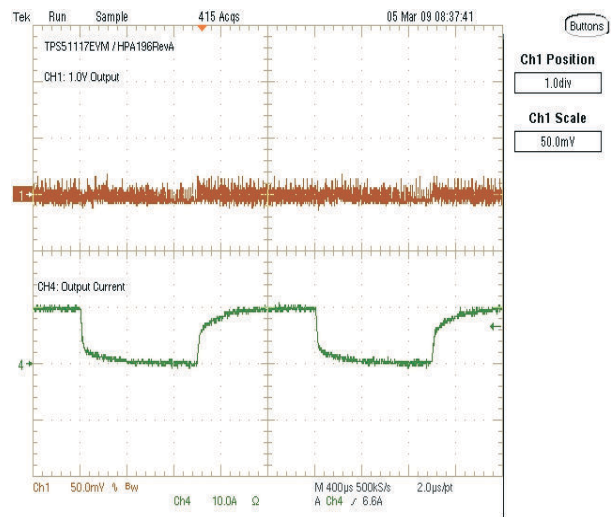 Tek Run Sample 415 Acqs 05 Mar 09 08:37:41
Buttons
TPS51117EVM / HPA196RevA
CH1: 1.0V Output
Ch1 Position
1.0div
Ch1 Scale
50.0mV
1
CH4: Output Current
4
Ch1 50.0mV % Bw M 400µs 500kS/s 2.0µs/pt
Ch4 10.0A Ω A Ch4 ∫ 6.6A